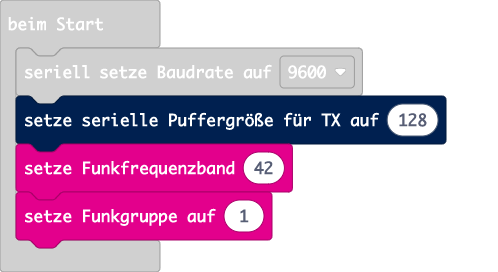 beim Start
seriell setze Baudrate auf 9600
setze serielle Puffergröße für TX auf 128
setze Funkfrequenzband 42
setze Funkgruppe auf 1